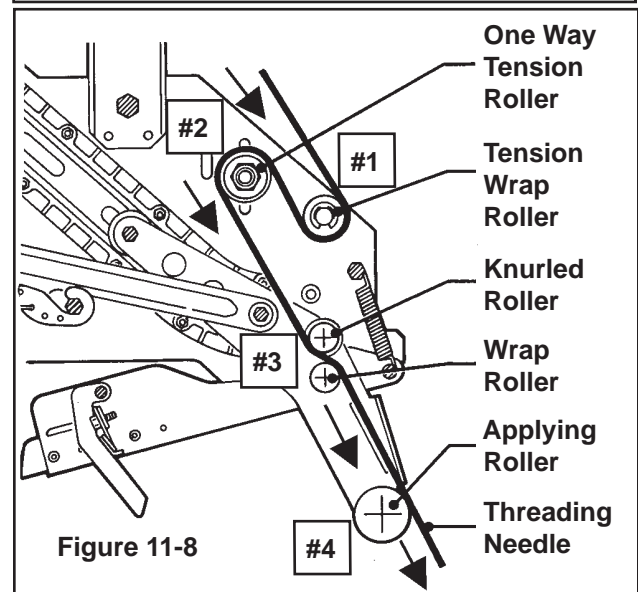 One Way
Tension
Roller
#2
#1
Tension
Wrap
Roller
Knurled
Roller
#3
Wrap
Roller
Applying
Roller
Figure 11-8
#4
Threading
Needle